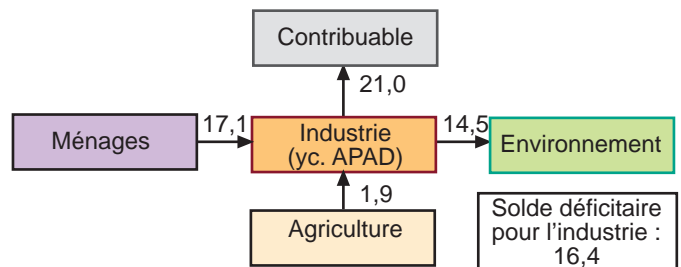 Contribuable
21,0
Ménages
17,1
Industrie
(yc. APAD)
14,5
Environnement
1,9
Agriculture
Solde déficitaire
pour l'industrie :
16,4